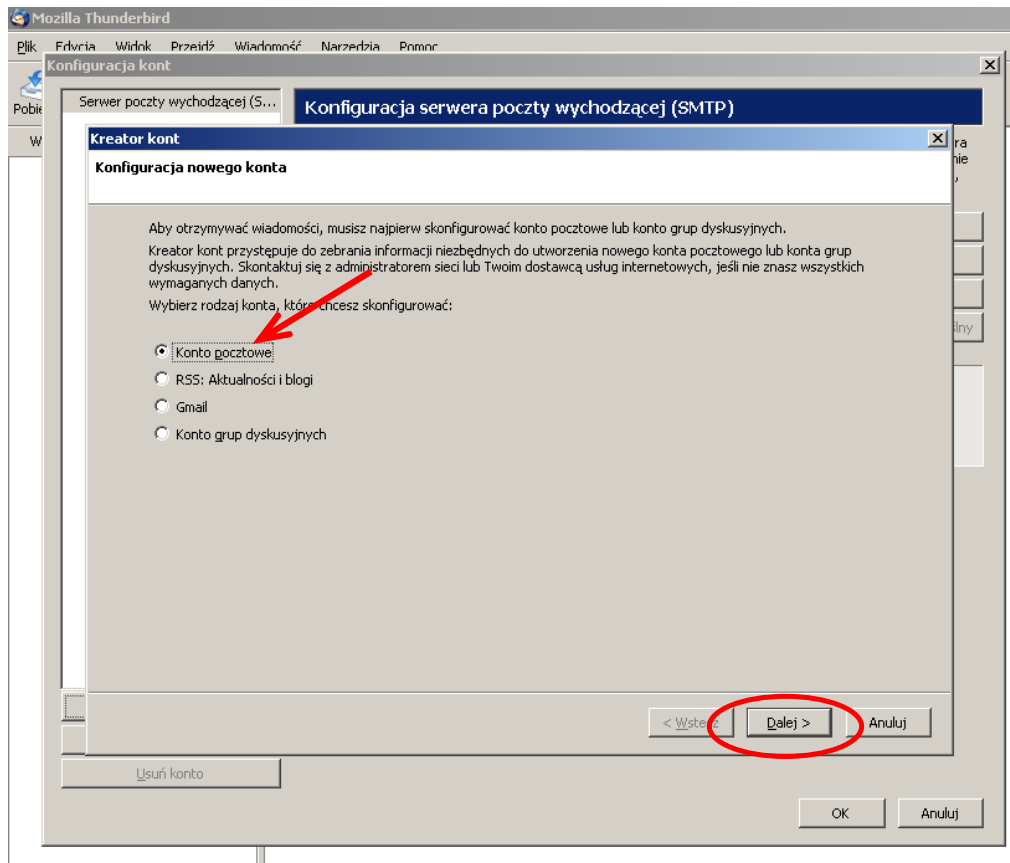 Mozilla Thunderbird
Plik Edycja Widok Przejdź Wiadomość Narzędzia Pomoc
Konfiguracja kont
Serwer poczty wychodzącej (S...
Konfiguracja serwera poczty wychodzącej (SMTP)
Kreator kont
Konfiguracja nowego konta
Aby otrzymywać wiadomości, musisz najpierw skonfigurować konto pocztowe lub konto grup dyskusyjnych.
Kreator kont przystępuje do zebrania informacji niezbędnych do utworzenia nowego konta pocztowego lub konta grup
dyskusyjnych. Skontaktuj się z administratorem sieci lub Twoim dostawcą usług internetowych, jeśli nie znasz wszystkich
wymaganych danych.
Wybierz rodzaj konta, które chcesz skonfigurować:
Konto pocztowe
RSS: Aktualności i blogi
Gmail
Konto grup dyskusyjnych
< Wstecz Dalej > Anuluj
Usuń konto
OK Anuluj